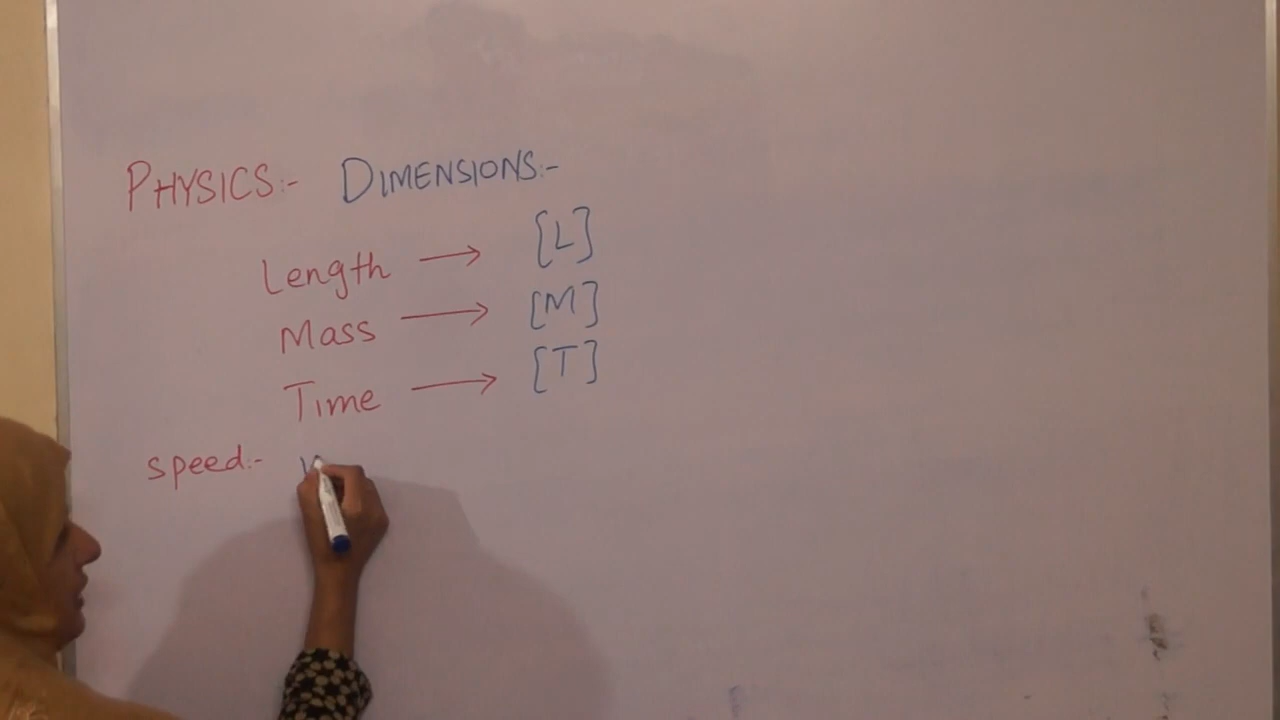 PHYSICS:- DIMENSIONS:-
Length → [L]
Mass → [M]
Time → [T]
speed:-